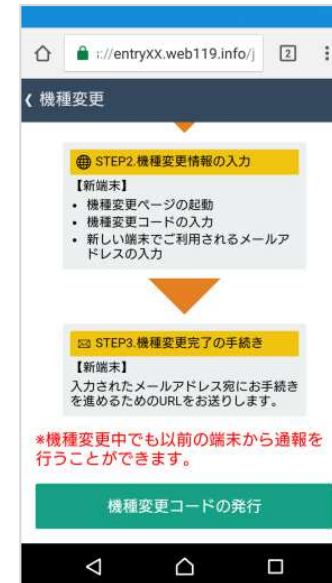 ://entryXX.web119.info/j
2
機種変更
STEP2.機種変更情報の入力
【新端末】
・ 機種変更ページの起動
・ 機種変更コードの入力
・ 新しい端末でご利用されるメールア
ドレスの入力
STEP3.機種変更完了の手続き
【新端末】
入力されたメールアドレス宛にお手続き
を進めるためのURLをお送りします。
*機種変更中でも以前の端末から通報を
行うことができます。
機種変更コードの発行